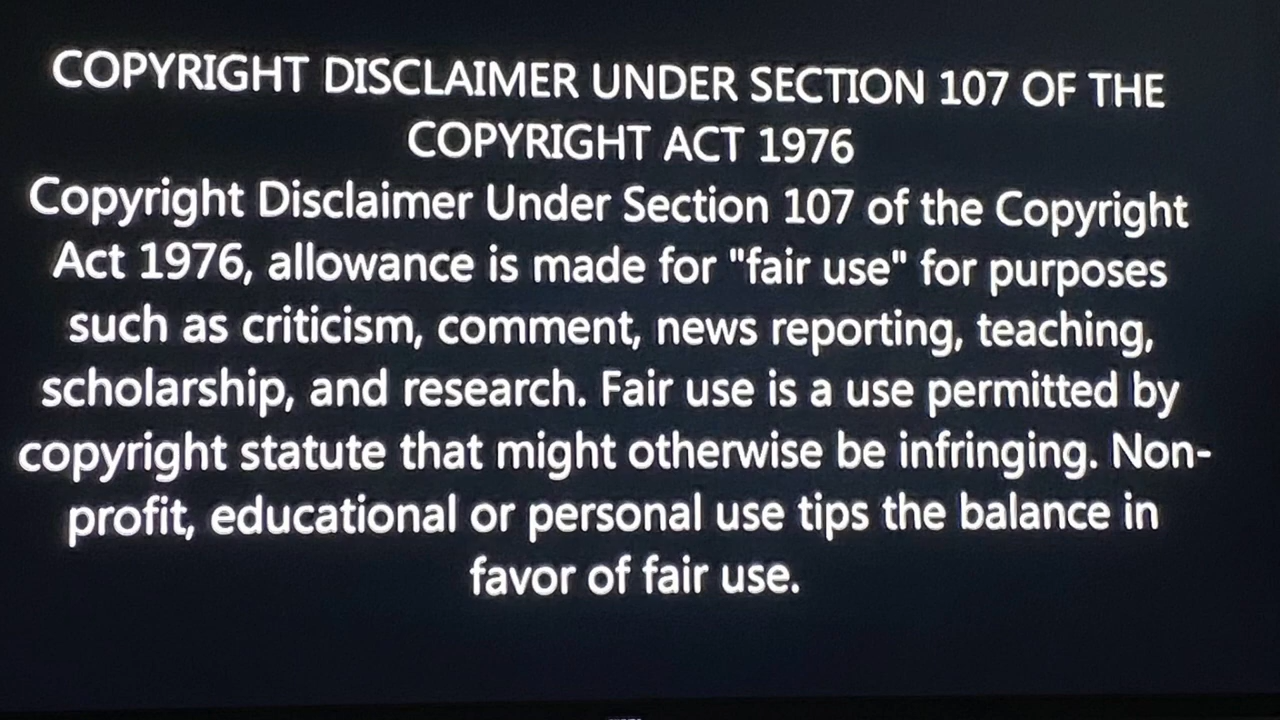 COPYRIGHT DISCLAIMER UNDER SECTION 107 OF THE
COPYRIGHT ACT 1976
Copyright Disclaimer Under Section 107 of the Copyright
Act 1976, allowance is made for "fair use" for purposes
such as criticism, comment, news reporting, teaching,
scholarship, and research. Fair use is a use permitted by
copyright statute that might otherwise be infringing. Non-
profit, educational or personal use tips the balance in
favor of fair use.